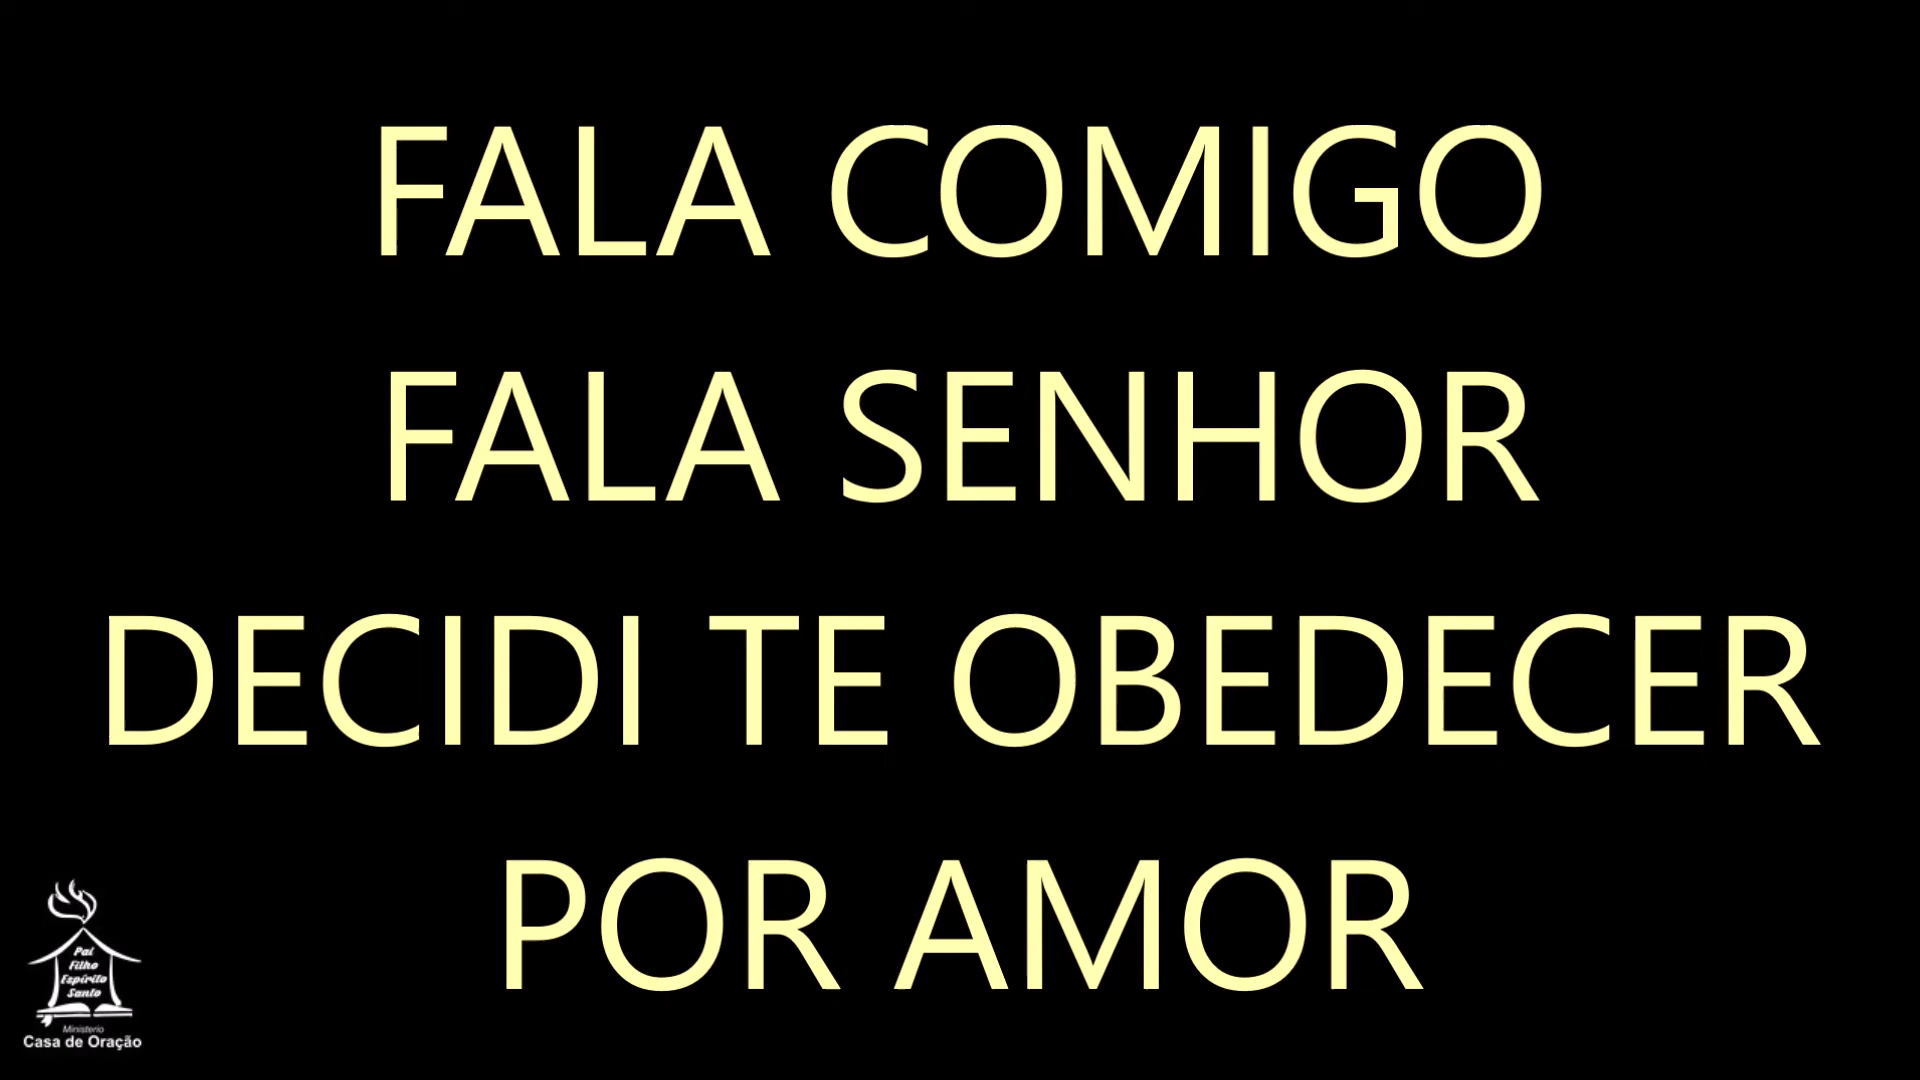 FALA COMIGO
FALA SENHOR
DECIDI TE OBEDECER
POR AMOR
Pai
Filho
Espírito
Santo
Ministerio
Casa de Oração